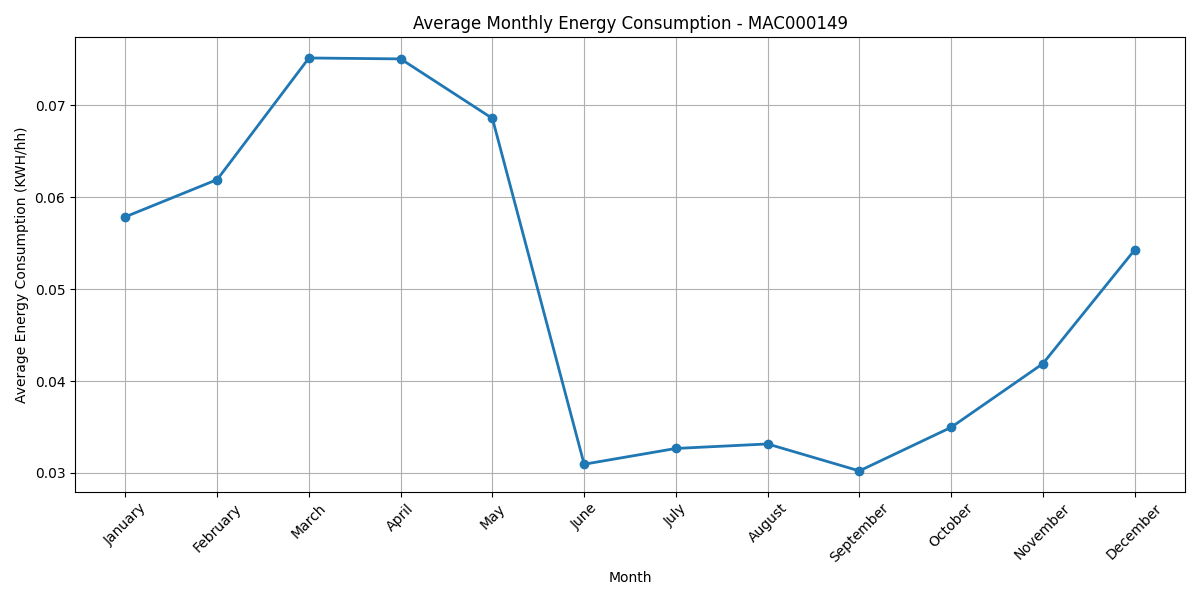 Average Monthly Energy Consumption - MAC000149
Average Energy Consumption (KWH/hh)
0.07
0.06
0.05
0.04
0.03
January
February
March
April
May
June
July
August
September
October
November
December
Month